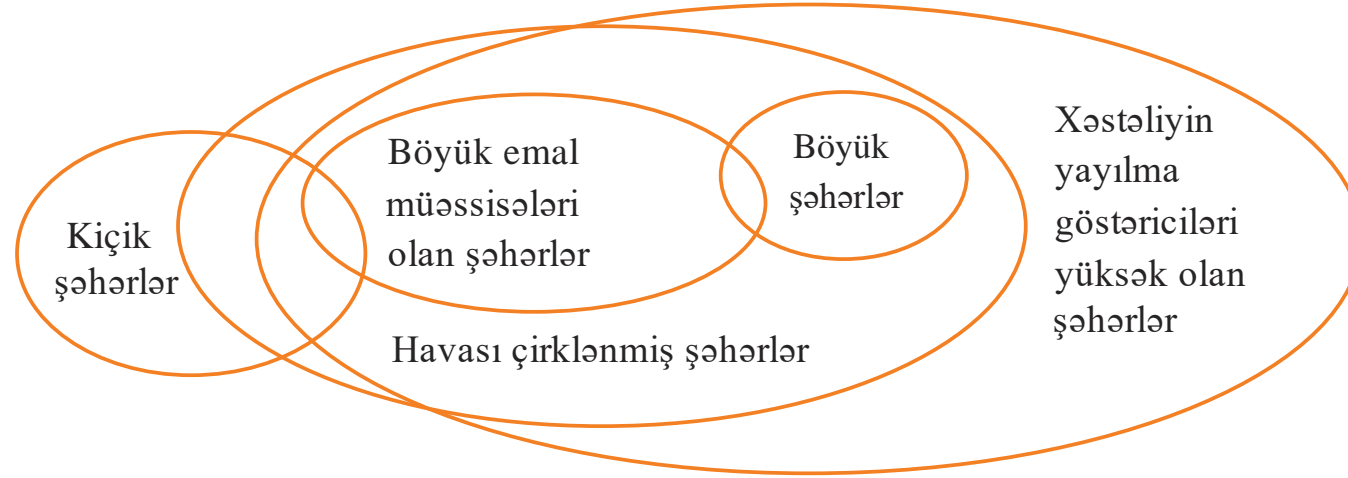 Kiçik
şəhərlər
Böyük emal
müəssisələri
olan şəhərlər
Böyük
şəhərlər
Havası çirklənmiş şəhərlər
Xəstəliyin
yayılma
göstəriciləri
yüksək olan
şəhərlər